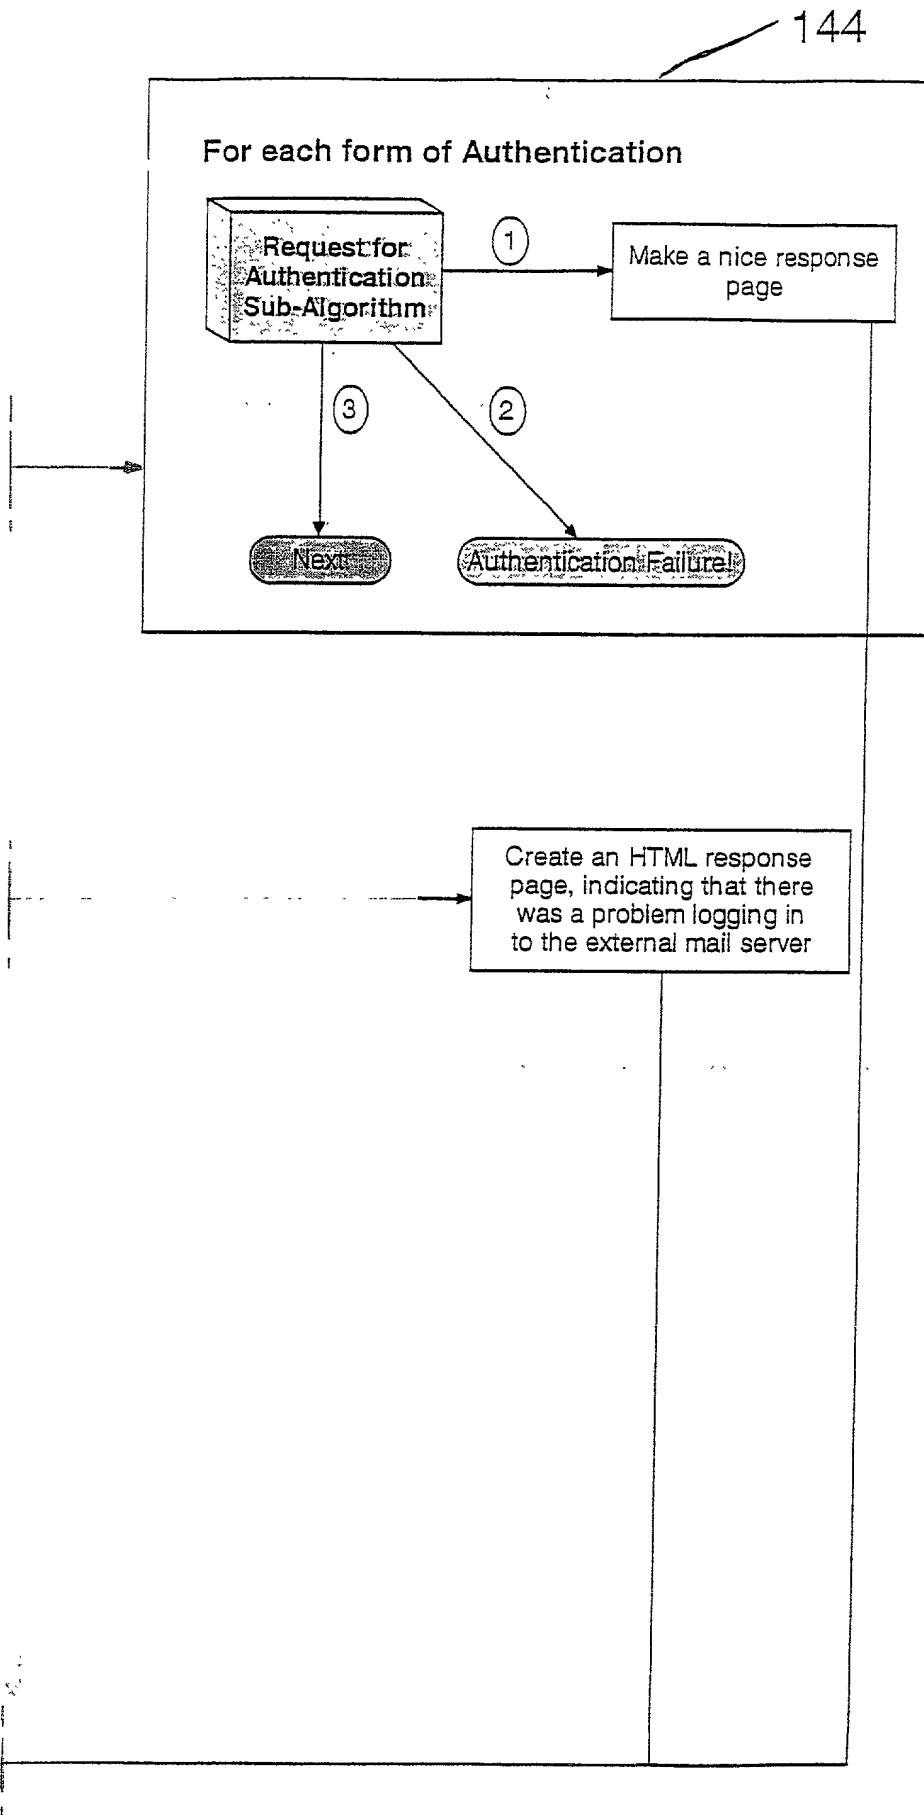 144
For each form of Authentication
Request for
Authentication
Sub-Algorithm
1
Make a nice response
page
3
2
Next!
Authentication Failure!
Create an HTML response
page, indicating that there
was a problem logging in
to the external mail server